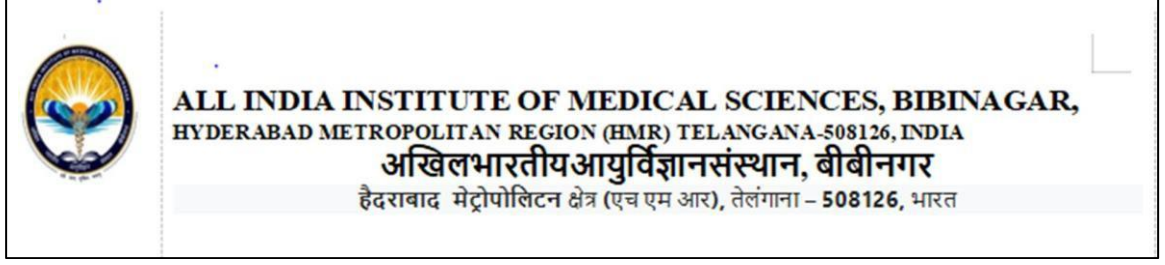 ALL INDIA INSTITUTE OF MEDICAL SCIENCES, BIBINAGAR,
HYDERABAD METROPOLITAN REGION (HMR) TELANGANA-508126, INDIA
अखिलभारतीयआयुर्विज्ञानसंस्थान, बीबीनगर
हैदराबाद मेट्रोपोलिटन क्षेत्र (एच एम आर), तेलंगाना – 508126, भारत